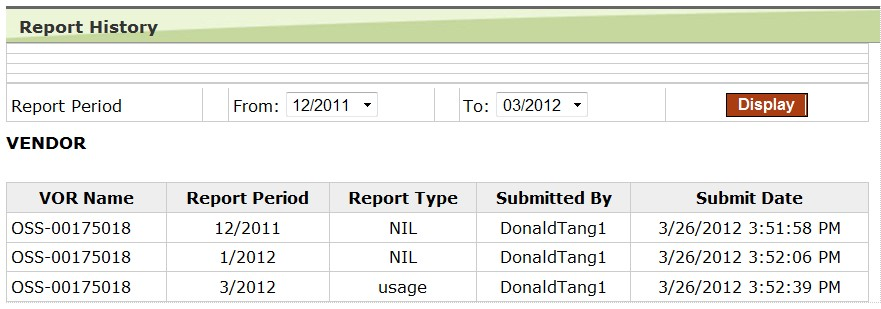 Report History
Report Period From: 12/2011 To: 03/2012 Display
VENDOR
VOR Name Report Period Report Type Submitted By Submit Date
OSS-00175018 12/2011 NIL DonaldTang1 3/26/2012 3:51:58 PM
OSS-00175018 1/2012 NIL DonaldTang1 3/26/2012 3:52:06 PM
OSS-00175018 3/2012 usage DonaldTang1 3/26/2012 3:52:39 PM